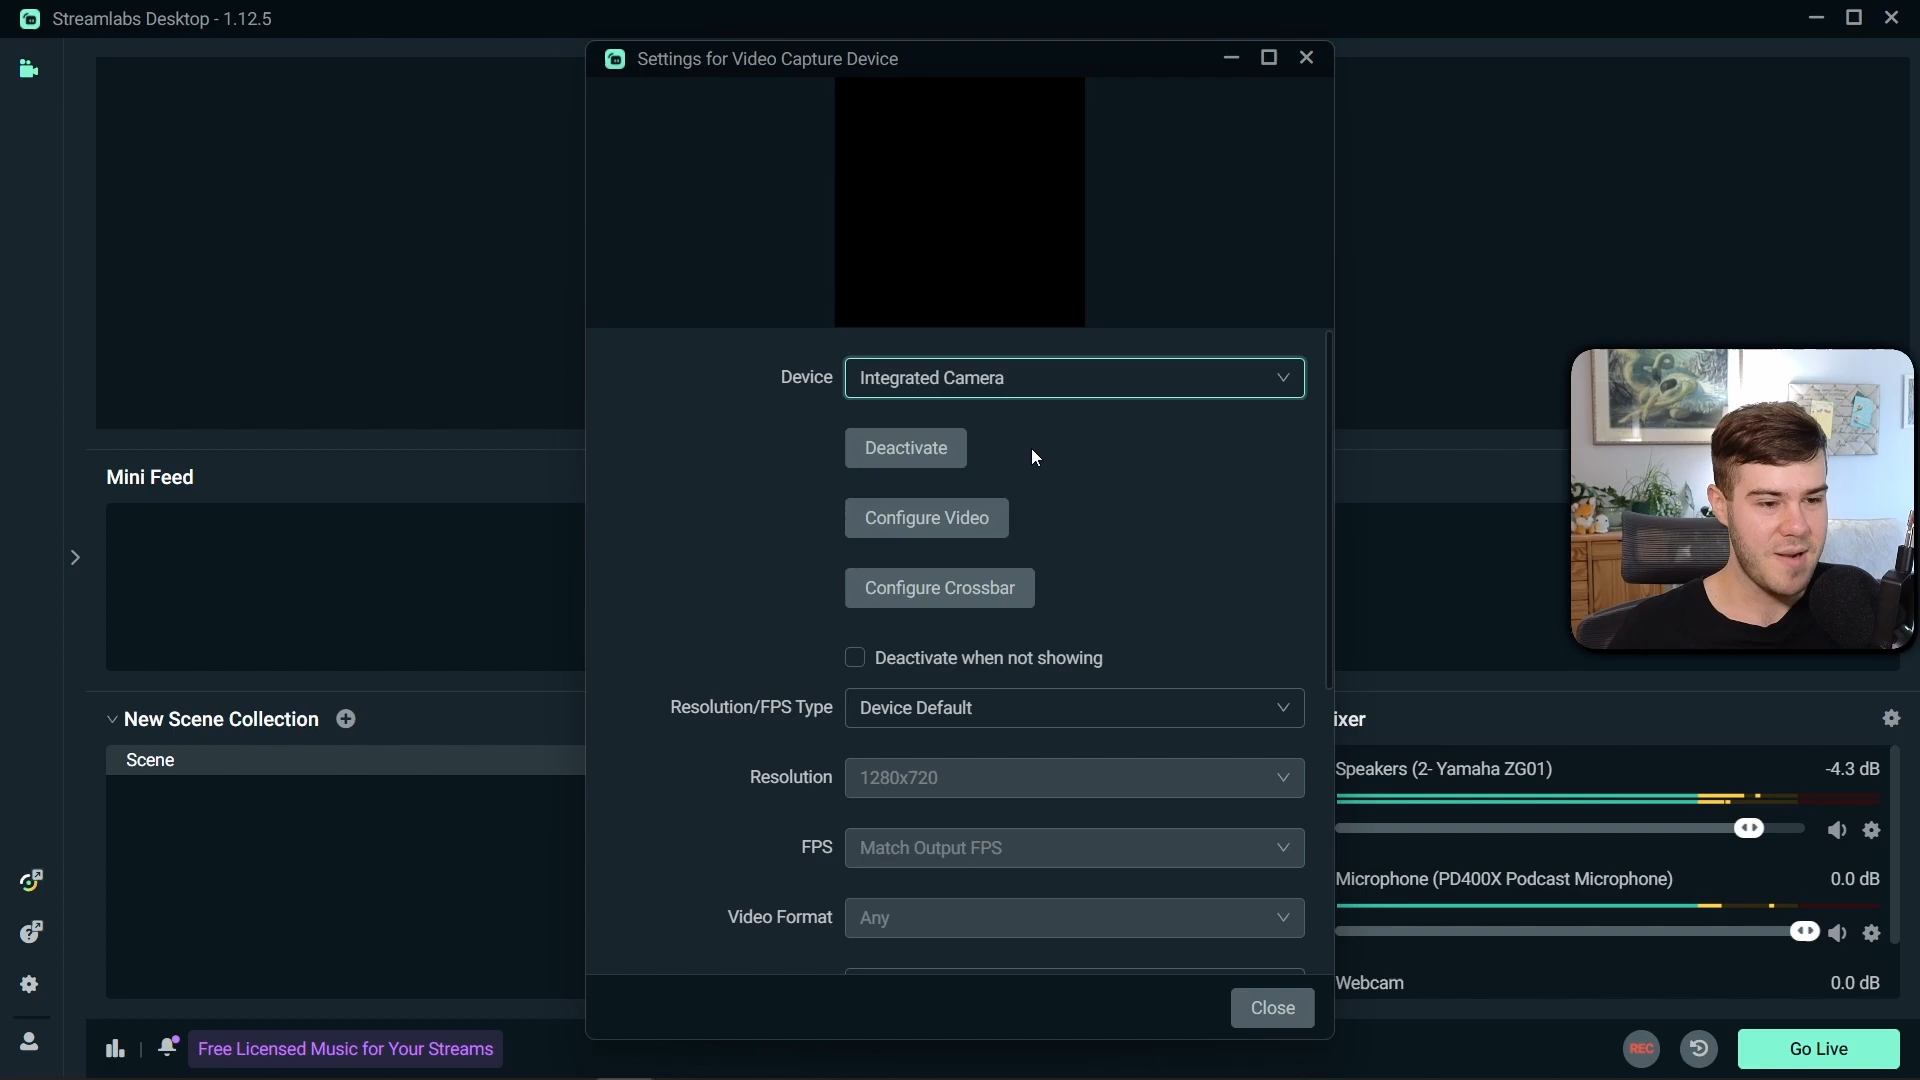 Streamlabs Desktop - 1.12.5
Settings for Video Capture Device
Device
Integrated Camera
Deactivate
Configure Video
Configure Crossbar
Deactivate when not showing
Resolution/FPS Type
Device Default
Resolution
1280x720
FPS
Match Output FPS
Video Format
Any
Close
Mini Feed
New Scene Collection
Scene
ixer
Speakers (2- Yamaha ZG01)
-4.3 dB
Microphone (PD400X Podcast Microphone)
0.0 dB
Webcam
0.0 dB
Free Licensed Music for Your Streams
REC
Go Live